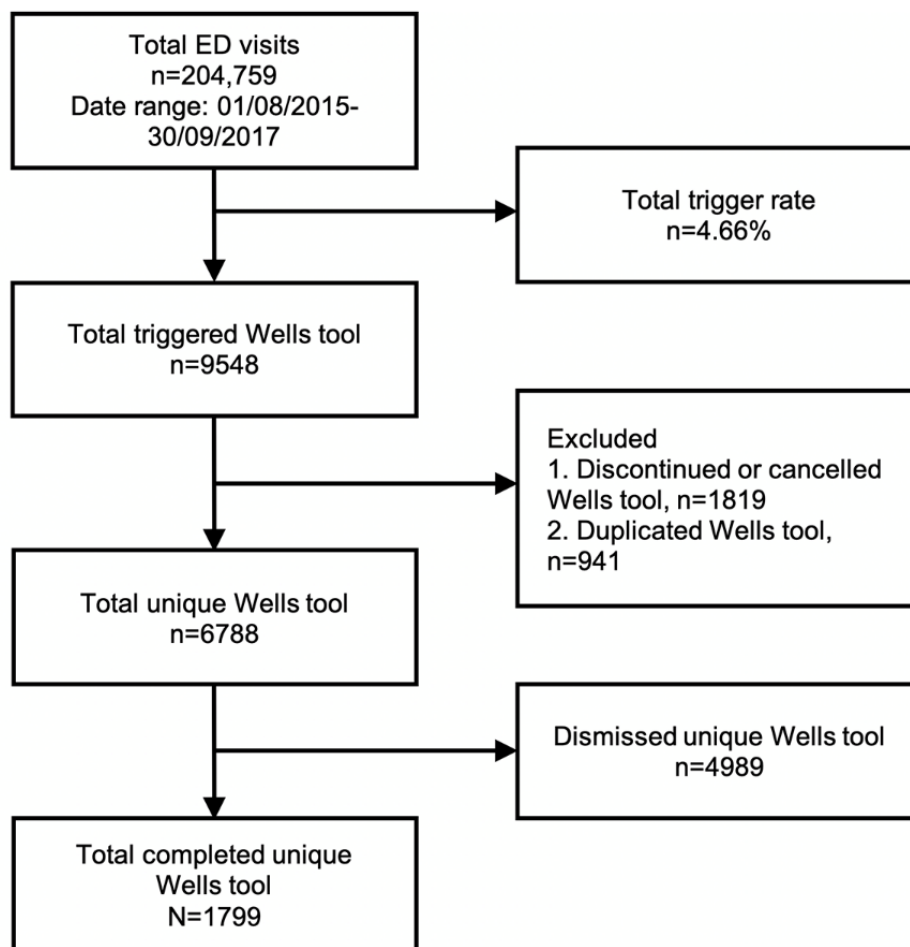 Total ED visits
n=204,759
Date range: 01/08/2015-
30/09/2017
Total trigger rate
n=4.66%
Total triggered Wells tool
n=9548
Excluded
1. Discontinued or cancelled
Wells tool, n=1819
2. Duplicated Wells tool,
n=941
Total unique Wells tool
n=6788
Dismissed unique Wells tool
n=4989
Total completed unique
Wells tool
N=1799